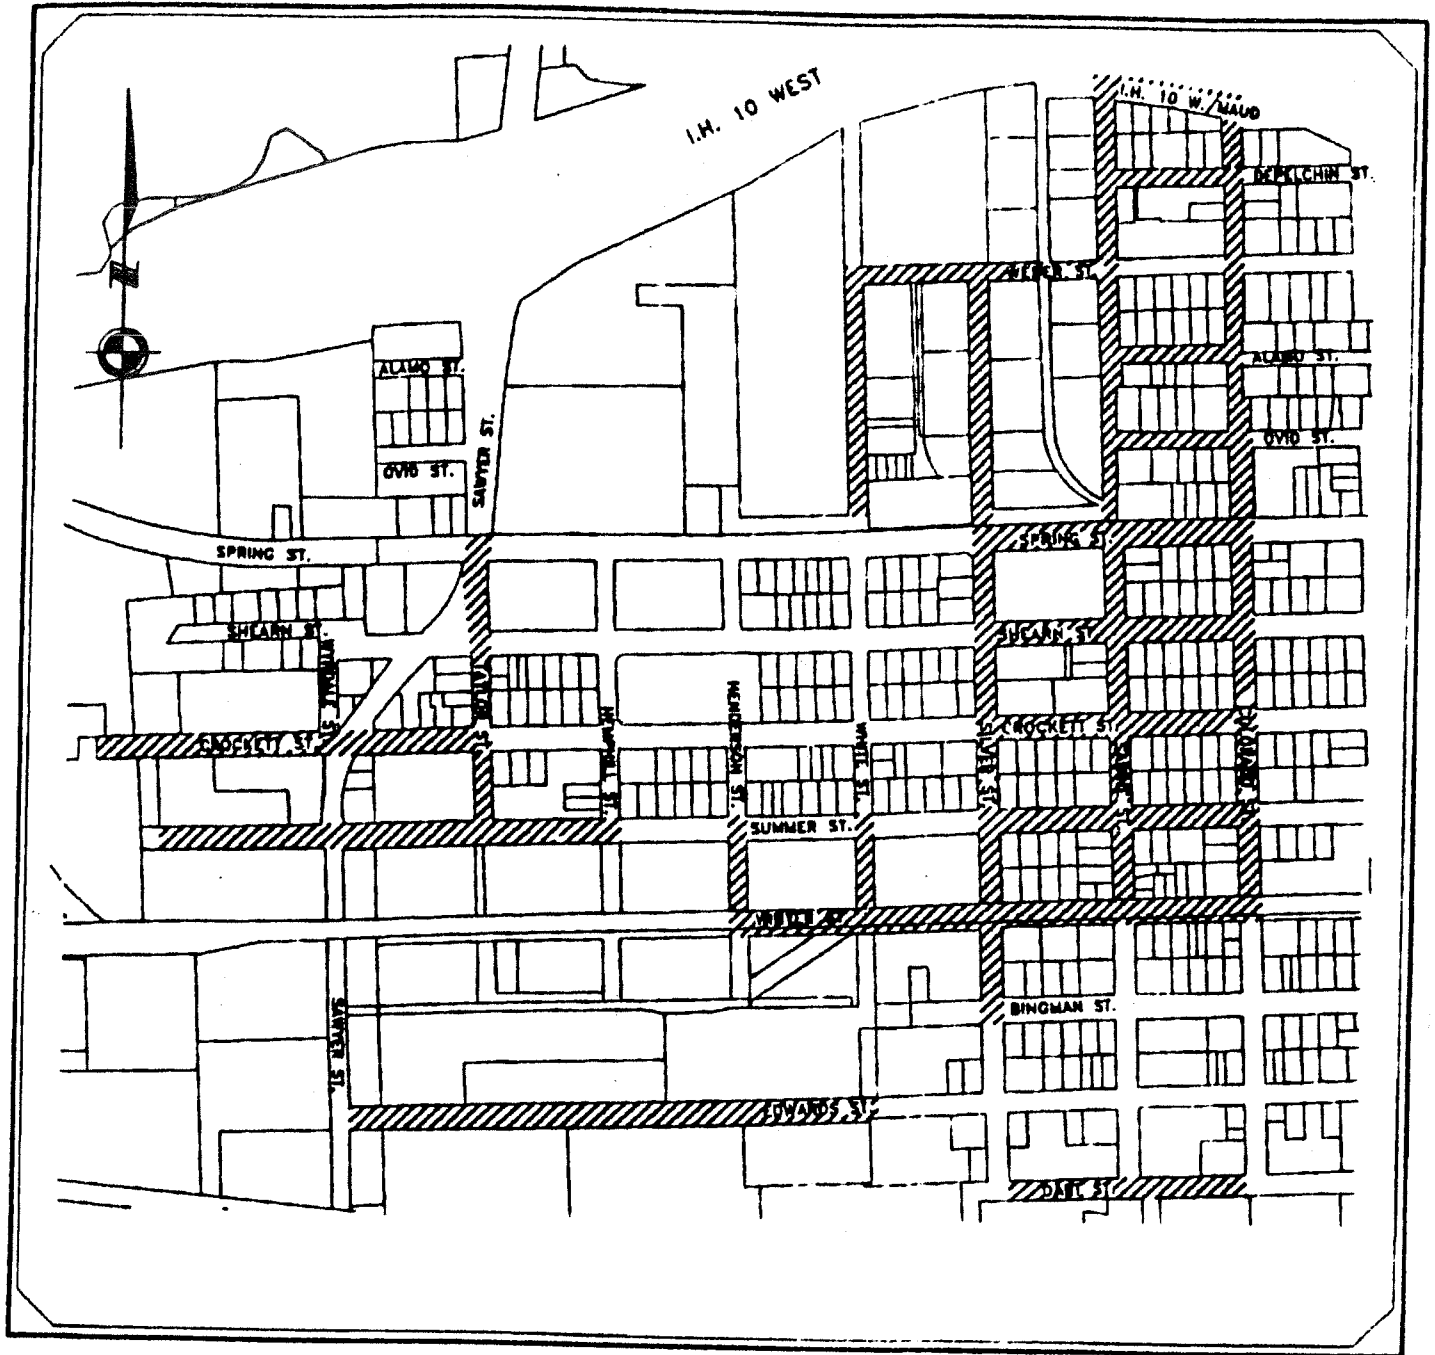 I.H. 10 WEST
I.H. 10 W./MAUD
DEPELCHIN ST.
N
WEBER ST.
ALAMO ST.
ALAMO ST.
SAWYER ST.
OVID ST.
OVID ST.
SPRING ST.
SPRING ST.
SHEARN ST.
SHEARN ST.
TAYLOR ST.
HENDERSON ST.
HEMPHILL ST.
WHITE ST.
SILVER ST.
CROCKETT ST.
CROCKETT ST.
SUMMER ST.
SAWYER ST.
BINGMAN ST.
EDWARDS ST.
DART ST.